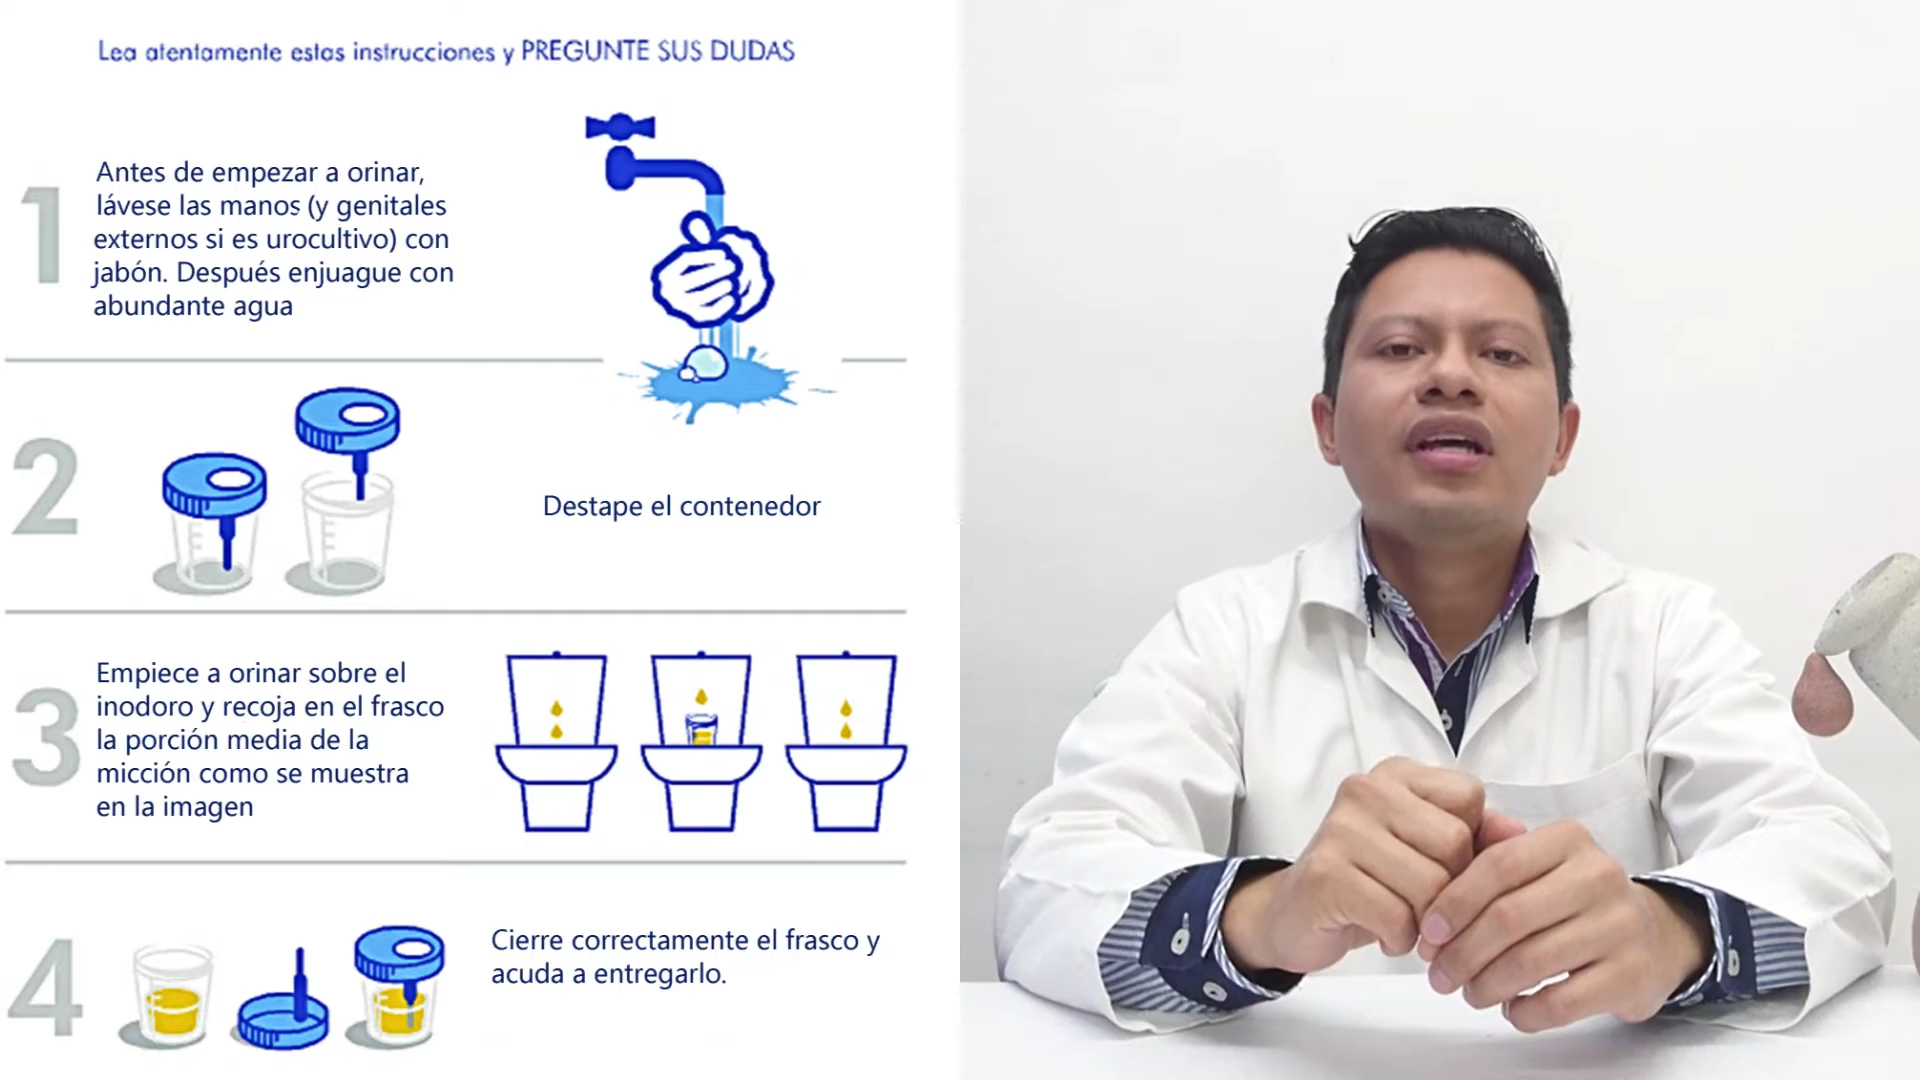 Lea atentamente estas instrucciones y PREGUNTE SUS DUDAS
1
Antes de empezar a orinar,
lávese las manos (y genitales
externos si es urocultivo) con
jabón. Después enjuague con
abundante agua
2
Destape el contenedor
3
Empiece a orinar sobre el
inodoro y recoja en el frasco
la porción media de la
micción como se muestra
en la imagen
4
Cierre correctamente el frasco y
acuda a entregarlo.